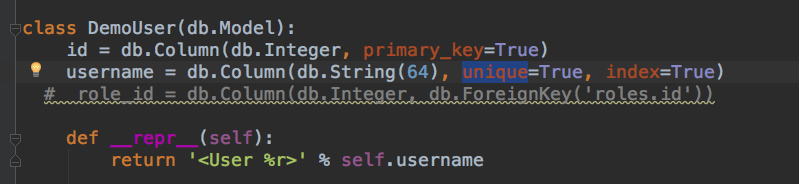 class DemoUser(db.Model):
    id = db.Column(db.Integer, primary_key=True)
    username = db.Column(db.String(64), unique=True, index=True)
  #  role_id = db.Column(db.Integer, db.ForeignKey('roles.id'))
    def __repr__(self):
        return '<User %r>' % self.username